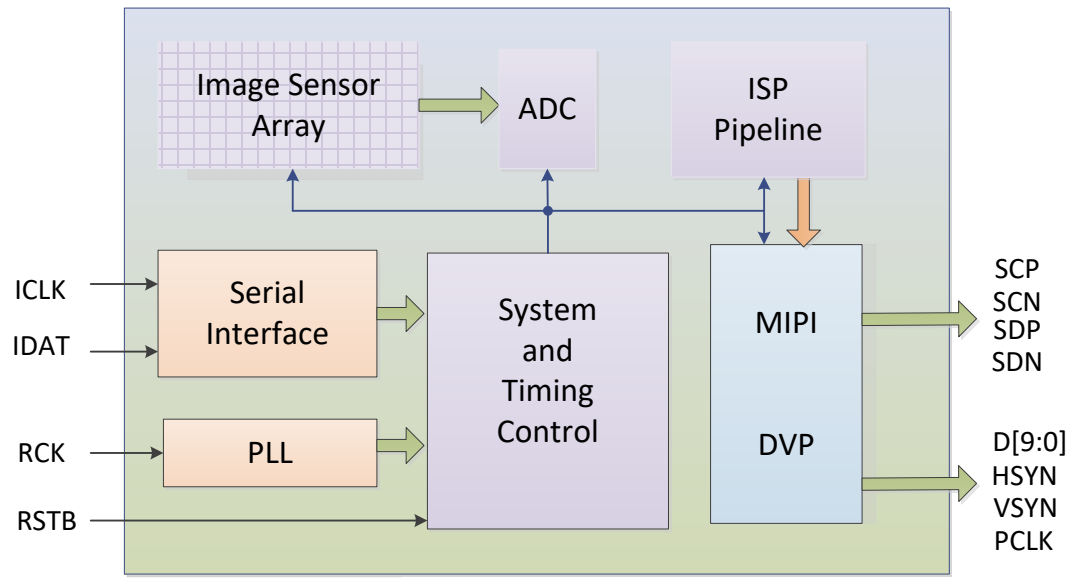 Image Sensor
Array
ADC
ISP
Pipeline
ICLK
IDAT
Serial
Interface
System
and
Timing
Control
MIPI
DVP
SCP
SCN
SDP
SDN
RCK
PLL
RSTB
D[9:0]
HSYN
VSYN
PCLK